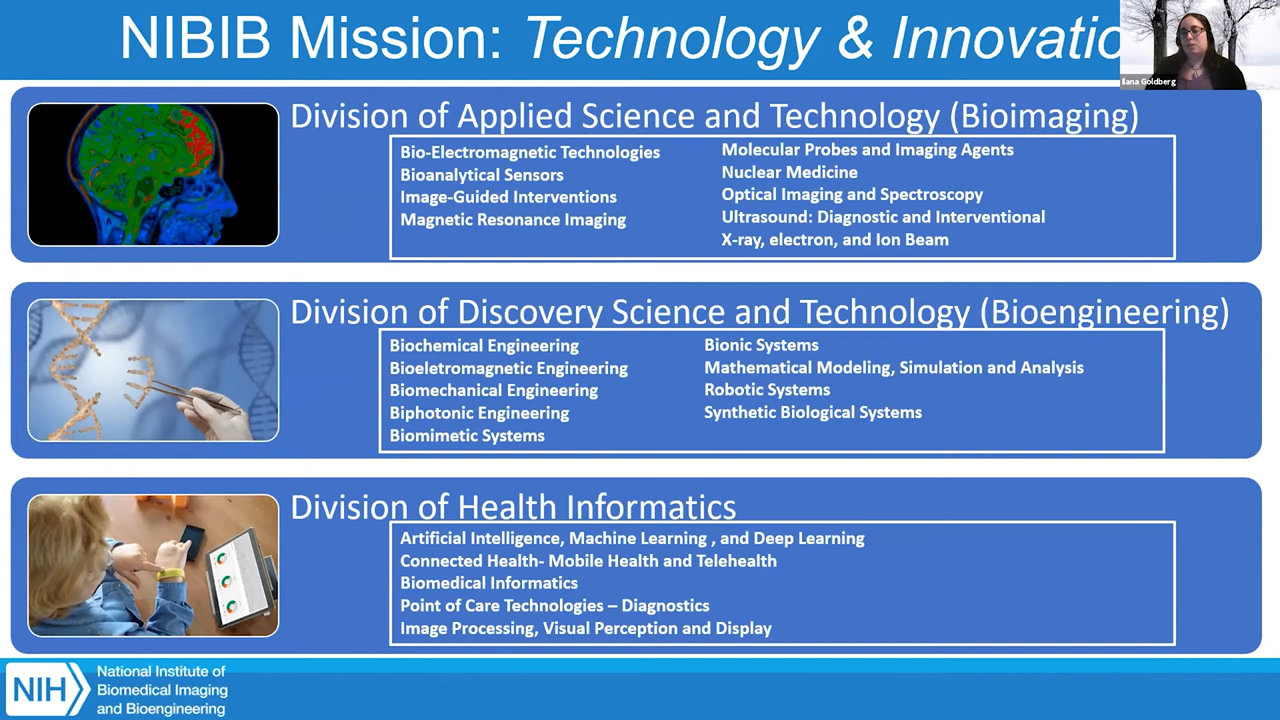 NIBIB Mission: Technology & Innovatio
Ilana Goldberg
Division of Applied Science and Technology (Bioimaging)
Bio-Electromagnetic Technologies
Bioanalytical Sensors
Image-Guided Interventions
Magnetic Resonance Imaging
Molecular Probes and Imaging Agents
Nuclear Medicine
Optical Imaging and Spectroscopy
Ultrasound: Diagnostic and Interventional
X-ray, electron, and Ion Beam
Division of Discovery Science and Technology (Bioengineering)
Biochemical Engineering
Bioeletromagnetic Engineering
Biomechanical Engineering
Biphotonic Engineering
Biomimetic Systems
Bionic Systems
Mathematical Modeling, Simulation and Analysis
Robotic Systems
Synthetic Biological Systems
Division of Health Informatics
Artificial Intelligence, Machine Learning , and Deep Learning
Connected Health- Mobile Health and Telehealth
Biomedical Informatics
Point of Care Technologies – Diagnostics
Image Processing, Visual Perception and Display
NIH
National Institute of
Biomedical Imaging
and Bioengineering